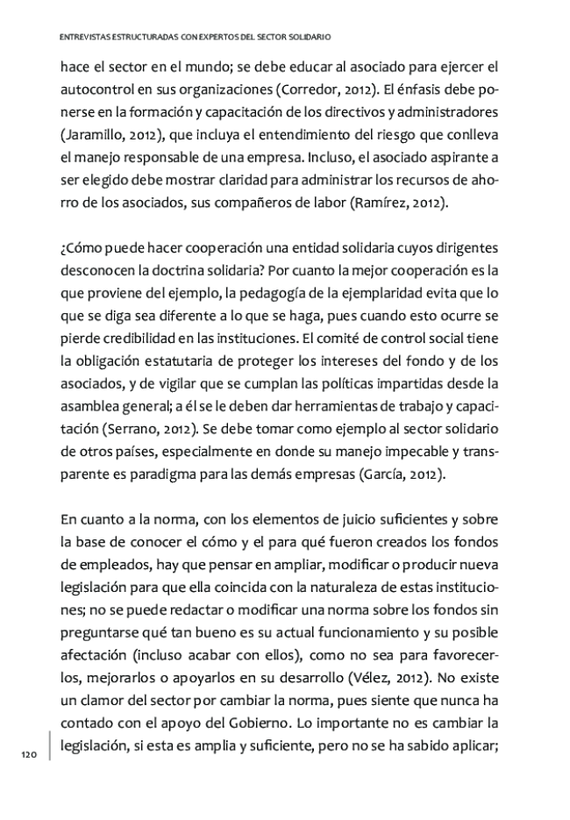 ENTREVISTAS ESTRUCTURADAS CON EXPERTOS DEL SECTOR SOLIDARIO
hace el sector en el mundo; se debe educar al asociado para ejercer el
autocontrol en sus organizaciones (Corredor, 2012). El énfasis debe po-
nerse en la formación y capacitación de los directivos y administradores
(Jaramillo, 2012), que incluya el entendimiento del riesgo que conlleva
el manejo responsable de una empresa. Incluso, el asociado aspirante a
ser elegido debe mostrar claridad para administrar los recursos de aho-
rro de los asociados, sus compañeros de labor (Ramírez, 2012).
¿Cómo puede hacer cooperación una entidad solidaria cuyos dirigentes
desconocen la doctrina solidaria? Por cuanto la mejor cooperación es la
que proviene del ejemplo, la pedagogía de la ejemplaridad evita que lo
que se diga sea diferente a lo que se haga, pues cuando esto ocurre se
pierde credibilidad en las instituciones. El comité de control social tiene
la obligación estatutaria de proteger los intereses del fondo y de los
asociados, y de vigilar que se cumplan las políticas impartidas desde la
asamblea general; a él se le deben dar herramientas de trabajo y capaci-
tación (Serrano, 2012). Se debe tomar como ejemplo al sector solidario
de otros países, especialmente en donde su manejo impecable y trans-
parente es paradigma para las demás empresas (García, 2012).
En cuanto a la norma, con los elementos de juicio suficientes y sobre
la base de conocer el cómo y el para qué fueron creados los fondos
de empleados, hay que pensar en ampliar, modificar o producir nueva
legislación para que ella coincida con la naturaleza de estas institucio-
nes; no se puede redactar o modificar una norma sobre los fondos sin
preguntarse qué tan bueno es su actual funcionamiento y su posible
afectación (incluso acabar con ellos), como no sea para favorecer-
los, mejorarlos o apoyarlos en su desarrollo (Vélez, 2012). No existe
un clamor del sector por cambiar la norma, pues siente que nunca ha
contado con el apoyo del Gobierno. Lo importante no es cambiar la
legislación, si esta es amplia y suficiente, pero no se ha sabido aplicar;
120